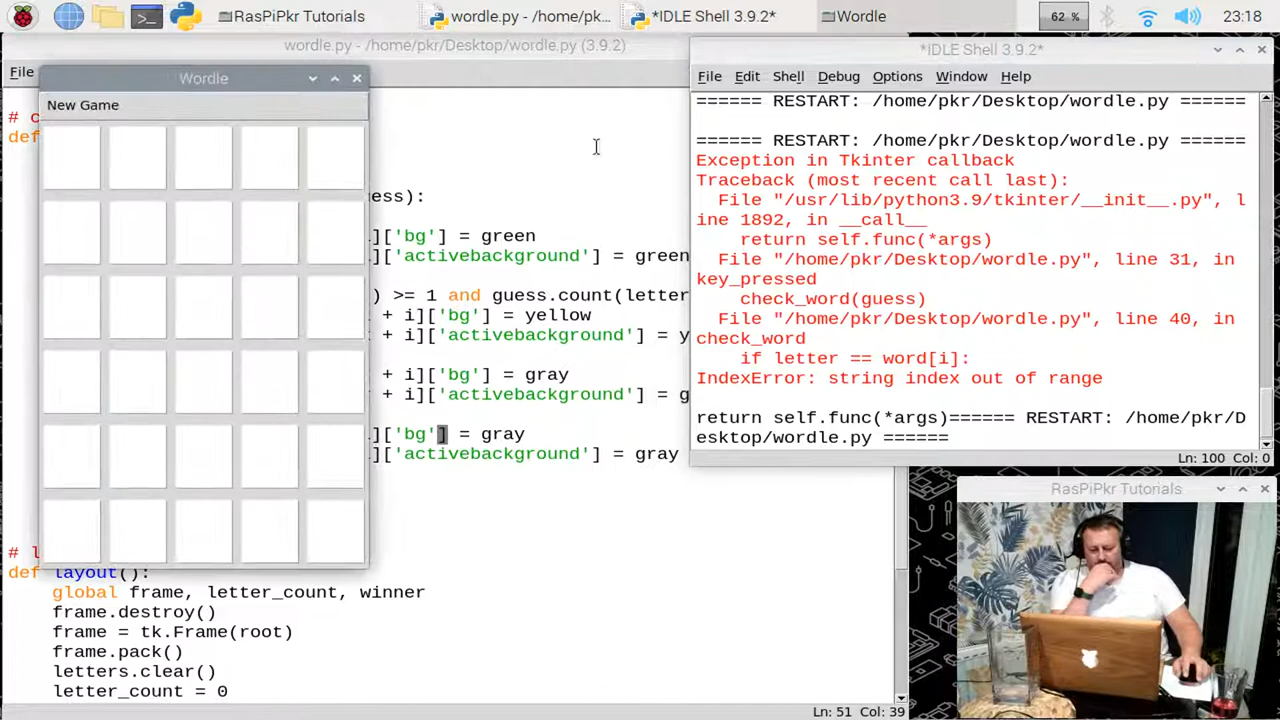 RasPiPkr Tutorials
wordle.py - /home/pk...
*IDLE Shell 3.9.2*
Wordle
62 %
23:18
wordle.py - /home/pkr/Desktop/wordle.py (3.9.2)
File
# c
def
ess):
]['bg'] = green
]['activebackground'] = green
) >= 1 and guess.count(letter
+ i]['bg'] = yellow
+ i]['activebackground'] = y
+ i]['bg'] = gray
+ i]['activebackground'] = g
]['bg'] = gray
]['activebackground'] = gray
# l
def layout():
global frame, letter_count, winner
frame.destroy()
frame = tk.Frame(root)
frame.pack()
letters.clear()
letter_count = 0
Ln: 51 Col: 39
Wordle
New Game
*IDLE Shell 3.9.2*
File Edit Shell Debug Options Window Help
====== RESTART: /home/pkr/Desktop/wordle.py ======
====== RESTART: /home/pkr/Desktop/wordle.py ======
Exception in Tkinter callback
Traceback (most recent call last):
File "/usr/lib/python3.9/tkinter/__init__.py", l
ine 1892, in __call__
return self.func(*args)
File "/home/pkr/Desktop/wordle.py", line 31, in
key_pressed
check_word(guess)
File "/home/pkr/Desktop/wordle.py", line 40, in
check_word
if letter == word[i]:
IndexError: string index out of range
return self.func(*args)====== RESTART: /home/pkr/D
esktop/wordle.py ======
Ln: 100 Col: 0
RasPiPkr Tutorials